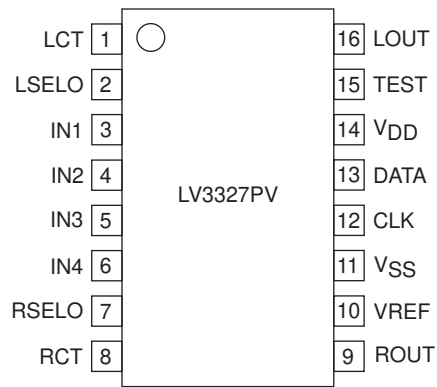 LCT 1 16 LOUT
LSELO 2 15 TEST
IN1 3 14 VDD
IN2 4 13 DATA
LV3327PV
IN3 5 12 CLK
IN4 6 11 VSS
RSELO 7 10 VREF
RCT 8 9 ROUT